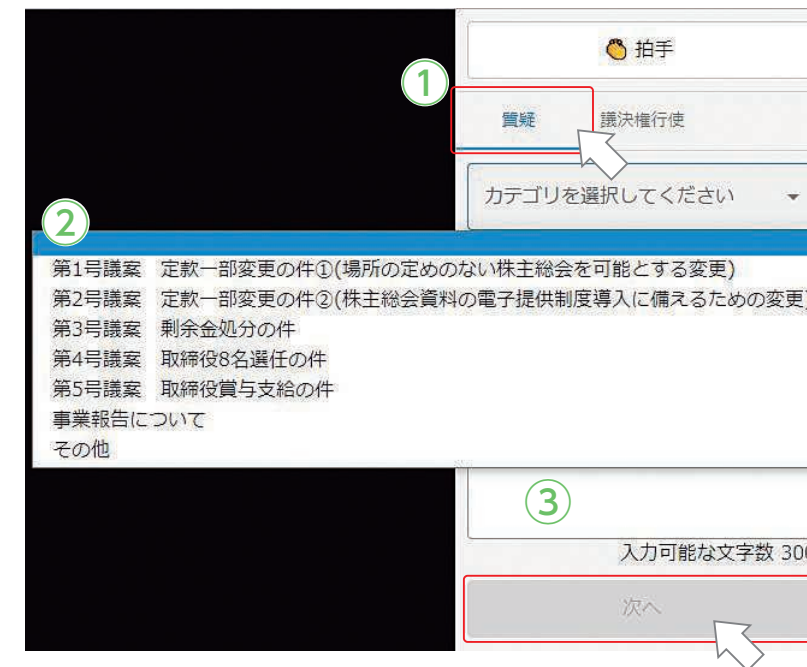 拍手
①
質疑 議決権行使
カテゴリを選択してください
②
第1号議案 定款一部変更の件①(場所の定めのない株主総会を可能とする変更)
第2号議案 定款一部変更の件②(株主総会資料の電子提供制度導入に備えるための変更)
第3号議案 剰余金処分の件
第4号議案 取締役8名選任の件
第5号議案 取締役賞与支給の件
事業報告について
その他
③
入力可能な文字数 300
次へ